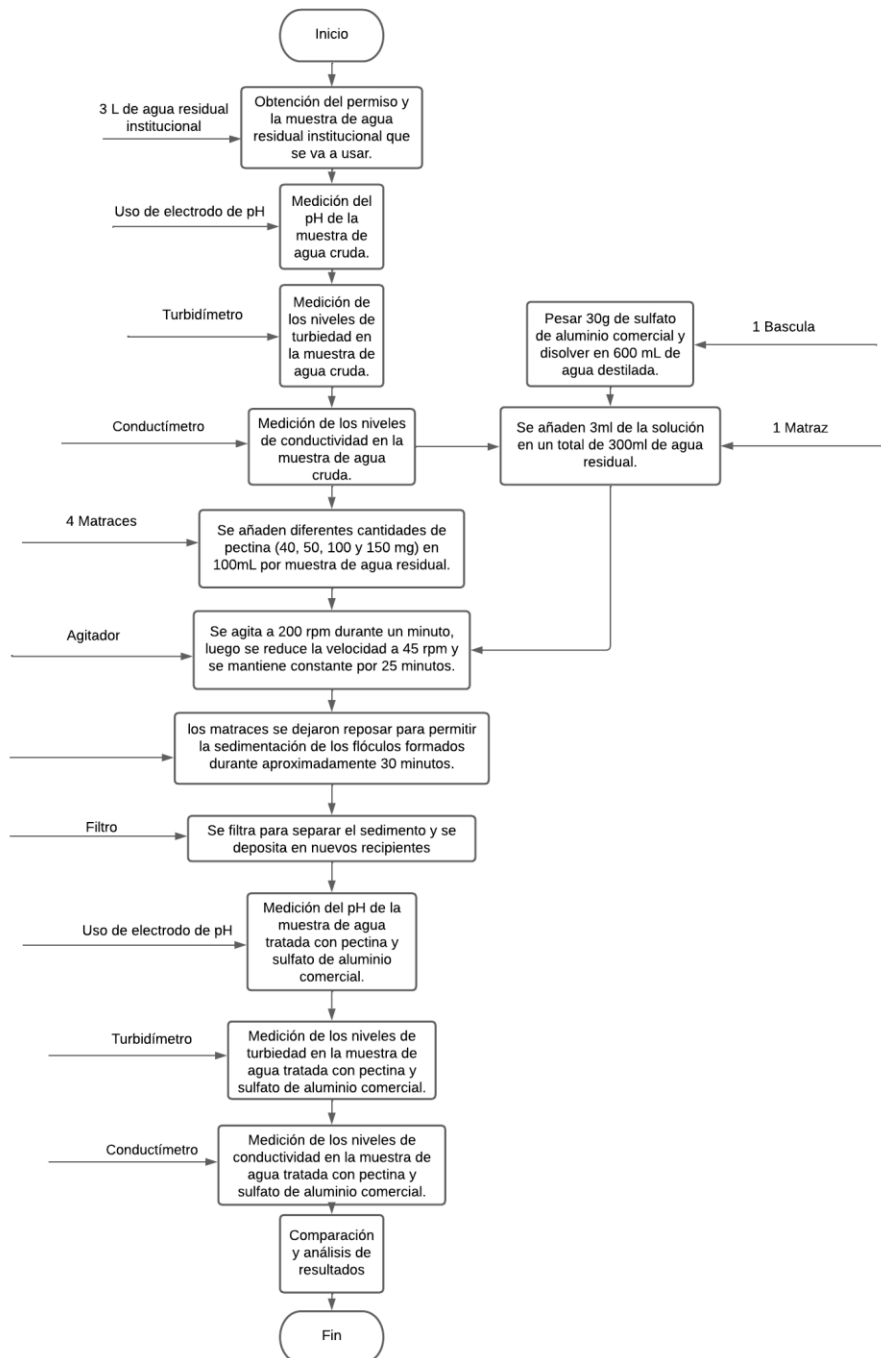 Inicio
3 L de agua residual
institucional
Obtención del permiso y
la muestra de agua
residual institucional que
se va a usar.
Uso de electrodo de pH
Medición del
pH de la
muestra de
agua cruda.
Turbidímetro
Medición de
los niveles de
turbiedad en
la muestra de
agua cruda.
Pesar 30g de sulfato
de aluminio comercial y
disolver en 600 mL de
agua destilada.
1 Bascula
Conductímetro
Medición de los niveles
de conductividad en la
muestra de agua
cruda.
Se añaden 3ml de la solución
en un total de 300ml de agua
residual.
1 Matraz
4 Matraces
Se añaden diferentes cantidades de
pectina (40, 50, 100 y 150 mg) en
100mL por muestra de agua residual.
Agitador
Se agita a 200 rpm durante un minuto,
luego se reduce la velocidad a 45 rpm y
se mantiene constante por 25 minutos.
los matraces se dejaron reposar para permitir
la sedimentación de los flóculos formados
durante aproximadamente 30 minutos.
Filtro
Se filtra para separar el sedimento y se
deposita en nuevos recipientes
Uso de electrodo de pH
Medición del pH de la
muestra de agua
tratada con pectina y
sulfato de aluminio
comercial.
Turbidímetro
Medición de los niveles de
turbiedad en la muestra de
agua tratada con pectina y
sulfato de aluminio comercial.
Conductímetro
Medición de los niveles de
conductividad en la muestra de
agua tratada con pectina y
sulfato de aluminio comercial.
Comparación
y análisis de
resultados
Fin